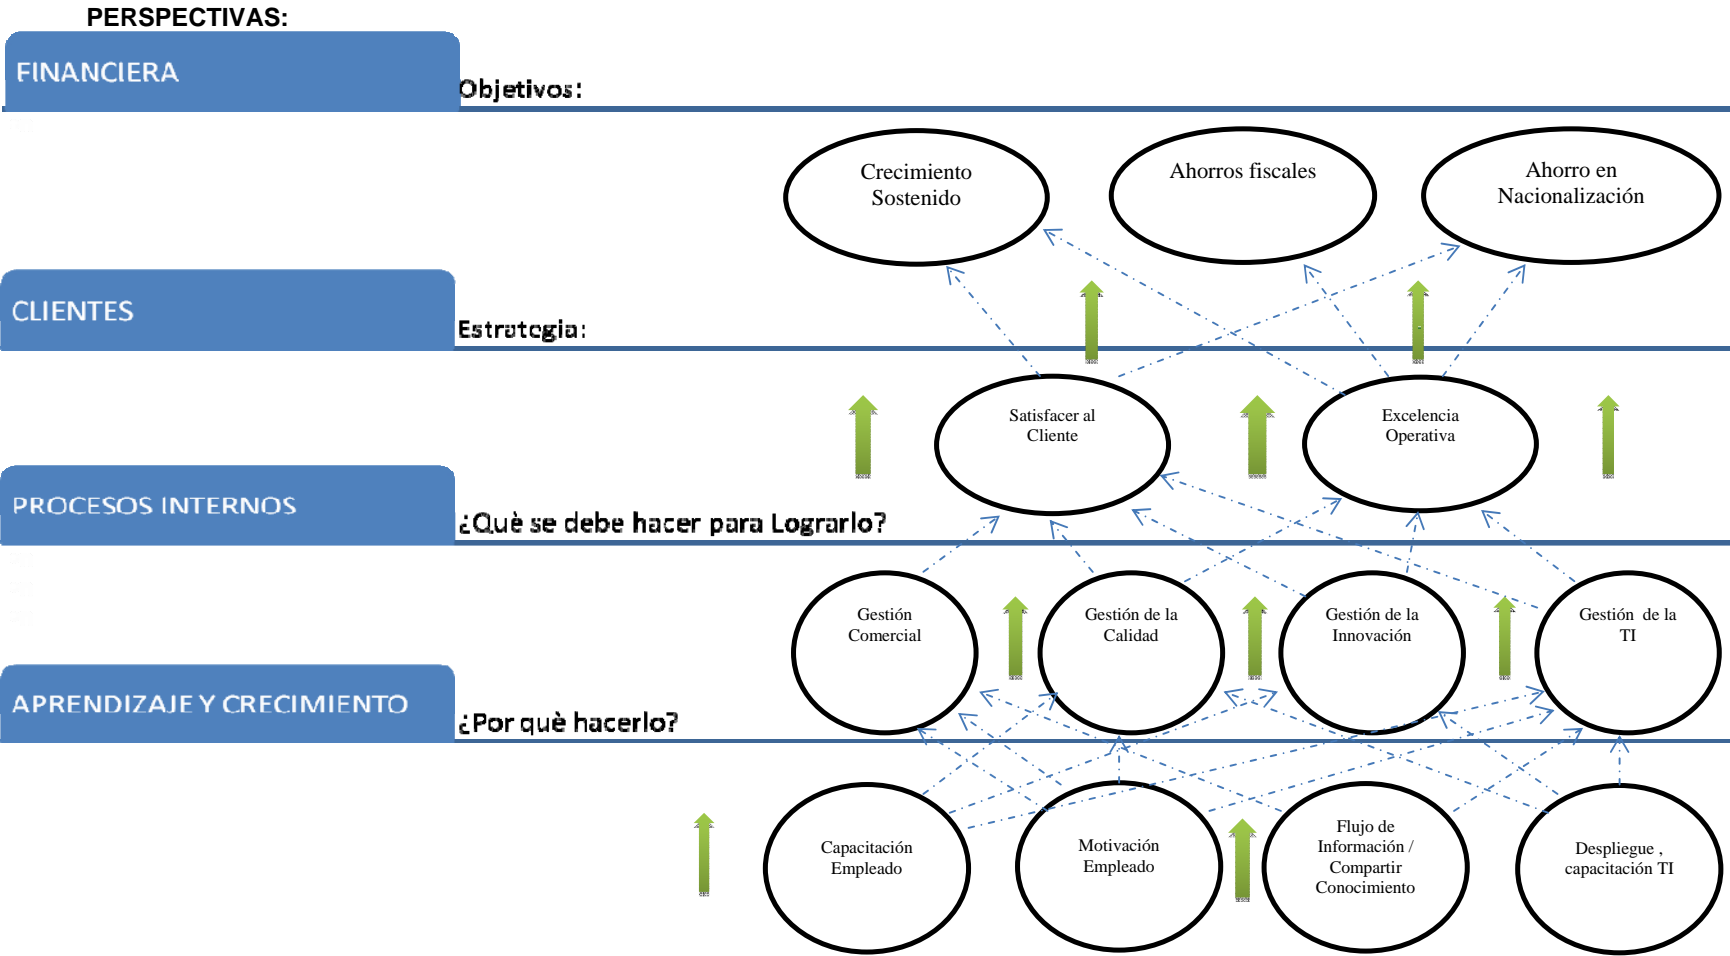 PERSPECTIVAS:
FINANCIERA
Objetivos:
Crecimiento
Sostenido
Ahorros fiscales
Ahorro en
Nacionalización
CLIENTES
Estrategia:
Satisfacer al
Cliente
Excelencia
Operativa
PROCESOS INTERNOS
¿Què se debe hacer para Lograrlo?
Gestión
Comercial
Gestión de la
Calidad
Gestión de la
Innovación
Gestión de la
TI
APRENDIZAJE Y CRECIMIENTO
¿Por què hacerlo?
Capacitación
Empleado
Motivación
Empleado
Flujo de
Información /
Compartir
Conocimiento
Despliegue ,
capacitación TI